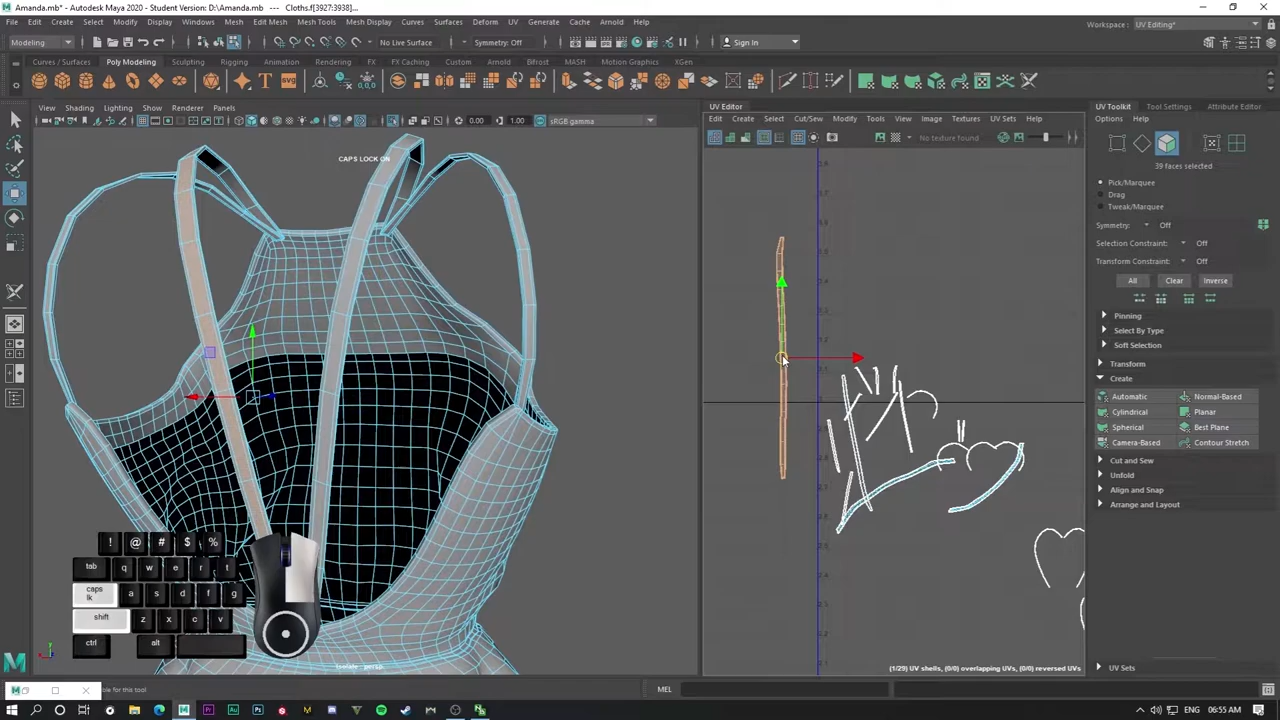 Amanda.mb* - Autodesk Maya 2020 - Student Version: D:\Amanda.mb --- Cloths.f[3927:3938]...
File Edit Create Select Modify Display Windows Mesh Edit Mesh Mesh Tools Mesh Display Curves Surfaces Deform UV Generate Cache Arnold Help
Workspace : UV Editing*
Modeling No Live Surface Symmetry: Off Sign In
Curves / Surfaces Poly Modeling Sculpting Rigging Animation Rendering FX FX Caching Custom Arnold Bifrost MASH Motion Graphics XGen
View Shading Lighting Show Renderer Panels
0.00 1.00 sRGB gamma
CAPS LOCK ON
UV Editor
View Create Select Cut/Sew Modify Tools View Image Textures UV Sets Help
No texture found
UV Toolkit Tool Settings Attribute Editor
Options Help
39 faces selected
Pick/Marquee
Drag
Tweak/Marquee
Symmetry: Off
Selection Constraint: Off
Transform Constraint: Off
All Clear Inverse
Pinning
Select By Type
Soft Selection
Transform
Create
Automatic Normal-Based
Cylindrical Planar
Spherical Best Plane
Camera-Based Contour Stretch
Cut and Sew
Unfold
Align and Snap
Arrange and Layout
UV Sets
! @ # $ %
tab q w e r t
caps lk a s d f g
shift z x c v
ctrl alt
(1/29) UV shells, (0/0) overlapping UVs, (0/0) reversed UVs
MEL
ble for this tool
ENG 06:55 AM